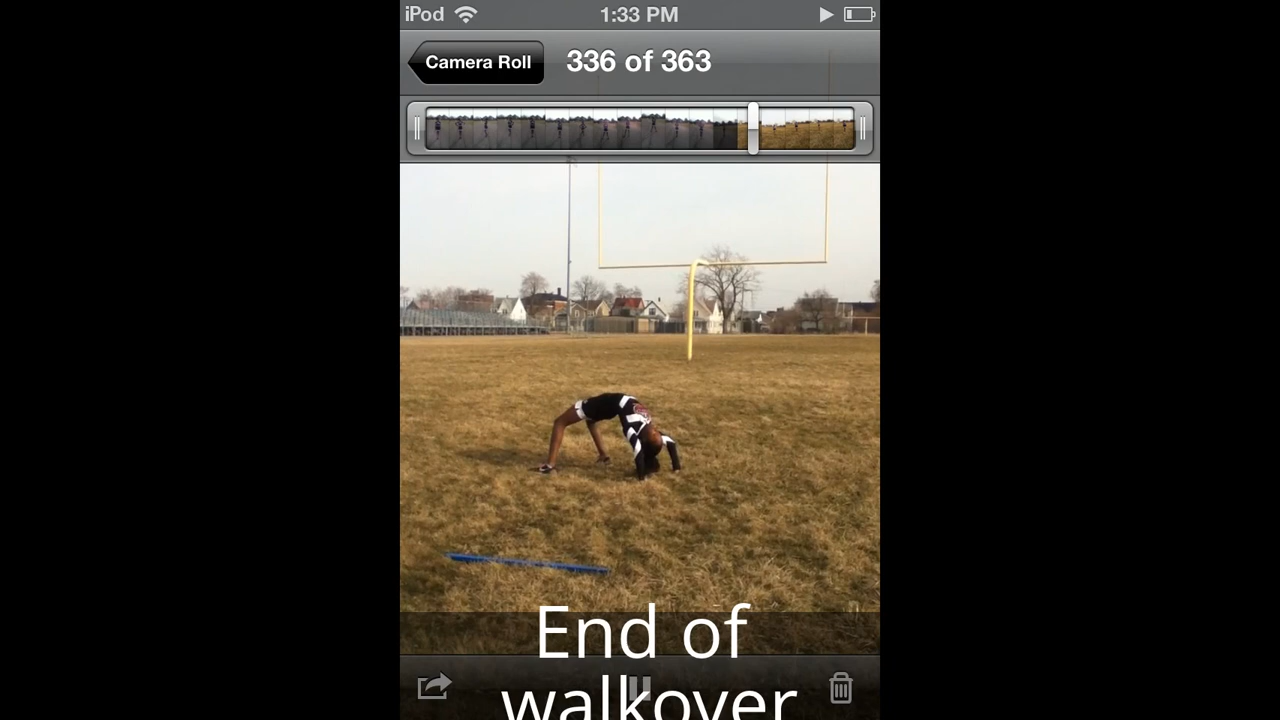 iPod
1:33 PM
Camera Roll
336 of 363
End of
walkover